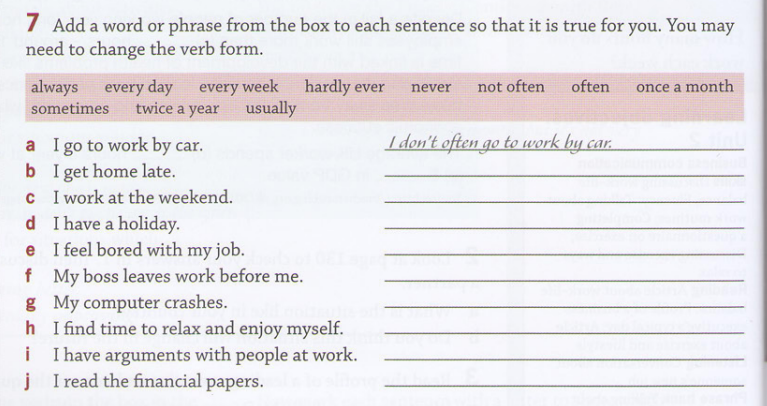 7 Add a word or phrase from the box to each sentence so that it is true for you. You may
need to change the verb form.
always every day every week hardly ever never not often often once a month
sometimes twice a year usually
a I go to work by car. I don't often go to work by car.
b I get home late.
c I work at the weekend.
d I have a holiday.
e I feel bored with my job.
f My boss leaves work before me.
g My computer crashes.
h I find time to relax and enjoy myself.
i I have arguments with people at work.
j I read the financial papers.